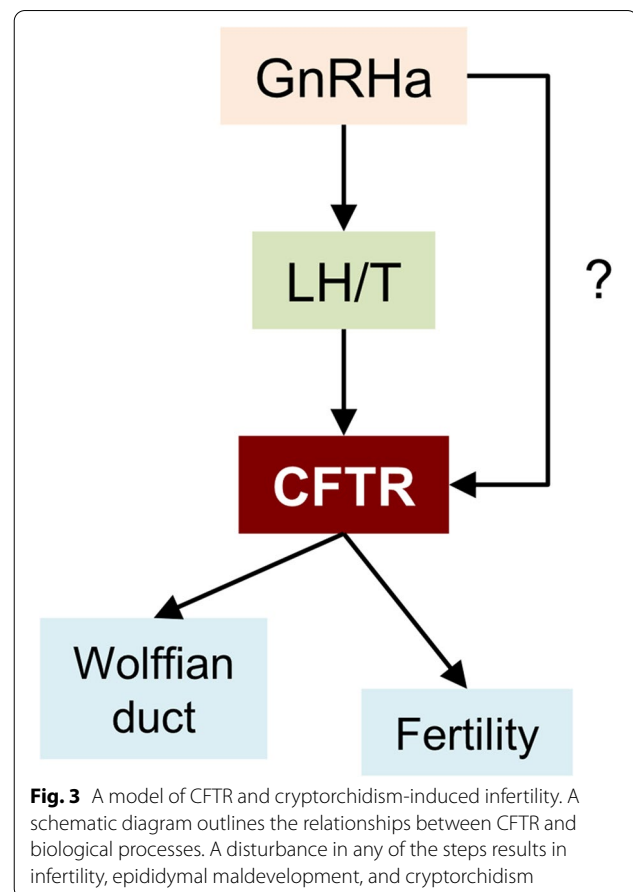 GnRHa
LH/T
?
CFTR
Wolffian
duct
Fertility
Fig. 3 A model of CFTR and cryptorchidism-induced infertility. A
schematic diagram outlines the relationships between CFTR and
biological processes. A disturbance in any of the steps results in
infertility, epididymal maldevelopment, and cryptorchidism